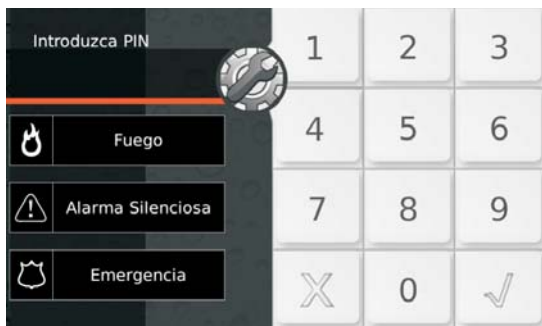 Introduzca PIN
1 2 3
Fuego
4 5 6
Alarma Silenciosa
7 8 9
Emergencia
X 0 √